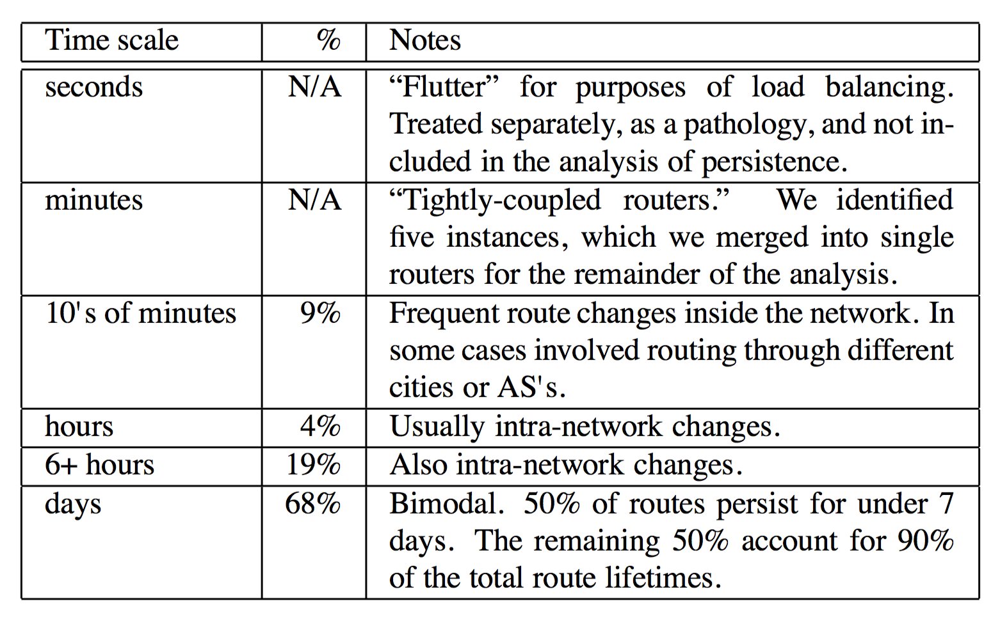 Time scale % Notes
seconds N/A “Flutter” for purposes of load balancing.
Treated separately, as a pathology, and not in-
cluded in the analysis of persistence.
minutes N/A “Tightly-coupled routers.” We identified
five instances, which we merged into single
routers for the remainder of the analysis.
10's of minutes 9% Frequent route changes inside the network. In
some cases involved routing through different
cities or AS's.
hours 4% Usually intra-network changes.
6+ hours 19% Also intra-network changes.
days 68% Bimodal. 50% of routes persist for under 7
days. The remaining 50% account for 90%
of the total route lifetimes.